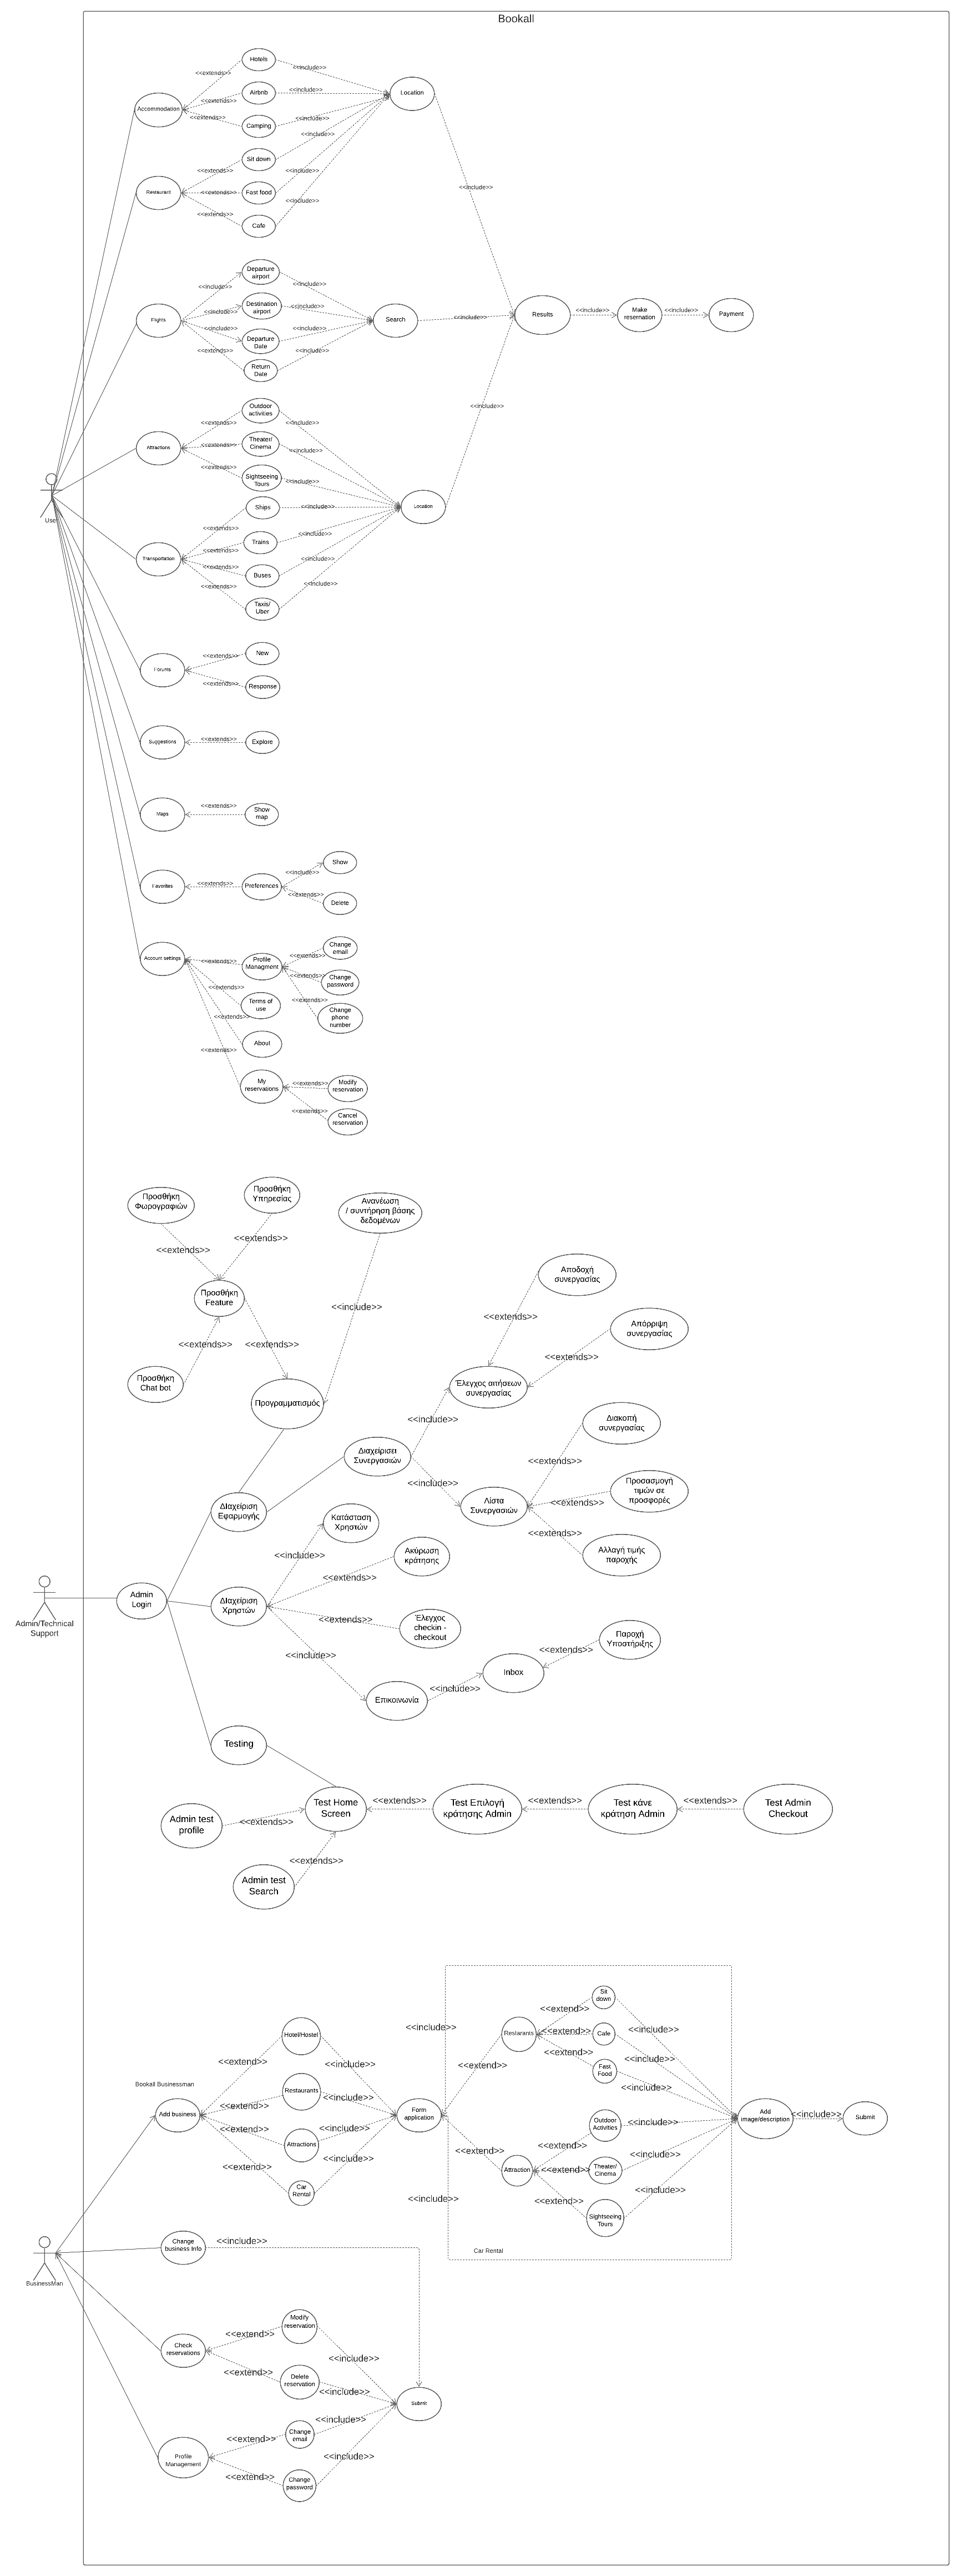 Bookall
Hotels
<<extends>>
<<include>>
Airbnb
<<include>>
Location
<<extends>>
Accommodation
<<extends>>
Camping
<<include>>
<<include>>
Sit down
<<extends>>
<<include>>
Restaurant
<<extends>>
Fast food
<<include>>
<<extends>>
Cafe
<<include>>
Departure
airport
<<include>>
<<include>>
Destination
airport
<<include>>
<<include>>
Flights
Search
<<include>>
Results
<<include>>
Make
reservation
<<include>>
Payment
<<include>>
Departure
Date
<<include>>
<<extends>>
Return
Date
<<include>>
Outdoor
activities
<<include>>
<<extends>>
<<include>>
Attractions
<<extends>>
Theater/
Cinema
<<include>>
<<extends>>
Sightseeing
Tours
<<include>>
Ships
<<include>>
Location
User
<<extends>>
Trains
<<include>>
<<extends>>
Transportation
<<include>>
Buses
<<extends>>
<<include>>
Taxis/
Uber
New
<<extends>>
Forums
<<extends>>
Response
Suggestions
<<extends>>
Explore
Maps
<<extends>>
Show
map
Show
<<include>>
Favorites
<<extends>>
Preferences
<<extends>>
Delete
Change
email
<<extends>>
Account settings
<<extends>>
Profile
Managment
<<extends>>
Change
password
<<extends>>
Terms of
use
<<extends>>
Change
phone
number
<<extends>>
About
<<extends>>
My
reservations
<<extends>>
Modify
reservation
<<extends>>
Cancel
reservation
Προσθήκη
Φωρογραφιών
Προσθήκη
Υπηρεσίας
Ανανέωση
/ συντήρηση βάσης
δεδομένων
<<extends>>
<<extends>>
Αποδοχή
συνεργασίας
Προσθήκη
Feature
<<include>>
<<extends>>
Απόρριψη
συνεργασίας
<<extends>>
<<extends>>
<<extends>>
Προσθήκη
Chat bot
Έλεγχος αιτήσεων
συνεργασίας
Προγραμματισμός
<<include>>
Διακοπή
συνεργασίας
Διαχείρισει
Συνεργασιών
<<extends>>
<<include>>
Προσασμογή
τιμών σε
προσφορές
Διαχείριση
Εφαρμογής
Λίστα
Συνεργασιών
<<extends>>
Κατάσταση
Χρηστών
<<extends>>
<<include>>
Ακύρωση
κράτησης
Αλλαγή τιμής
παροχής
<<extends>>
Admin
Login
Διαχείριση
Χρηστών
Admin/Technical
Support
<<extends>>
Έλεγχος
checkin -
checkout
Παροχή
Υποστήριξης
<<include>>
<<extends>>
Inbox
<<include>>
Επικοινωνία
Testing
Test Home
Screen
<<extends>>
Test Επιλογή
κράτησης Admin
<<extends>>
Test κάνε
κράτηση Admin
<<extends>>
Test Admin
Checkout
Admin test
profile
<<extends>>
<<extends>>
Admin test
Search
Sit
down
<<extend>>
<<include>>
Hotel/Hostel
<<include>>
Restarants
<<extend>>
Cafe
<<extend>>
<<include>>
<<extend>>
<<include>>
<<extend>>
Fast
Food
Bookall Businessman
Restaurants
<<include>>
<<include>>
<<extend>>
Add business
Form
application
Outdoor
Activities
<<include>>
Add
image/description
<<include>>
Submit
<<extend>>
Attractions
<<include>>
<<extend>>
<<extend>>
<<include>>
<<extend>>
<<include>>
Attraction
<<extend>>
Theater/
Cinema
Car
Rental
<<include>>
<<include>>
<<extend>>
Sightseeing
Tours
Change
business Info
<<include>>
Car Rental
BusinessMan
Modify
reservation
<<extend>>
Check
reservations
<<include>>
<<extend>>
Delete
reservation
<<include>>
Submit
<<include>>
Change
email
<<extend>>
Profile
Management
<<include>>
<<extend>>
Change
password